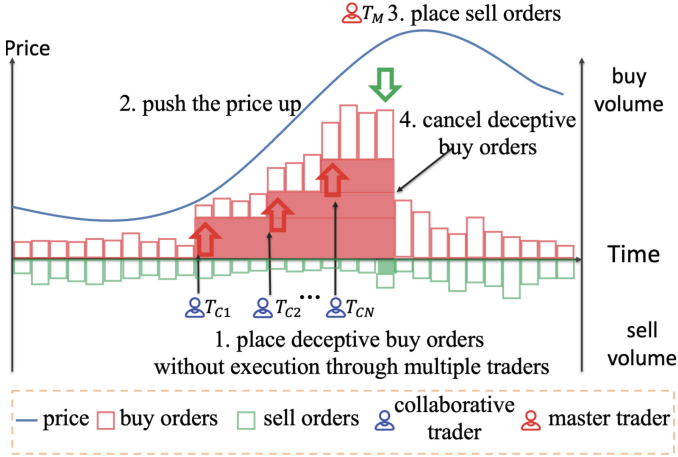 T_M 3. place sell orders
Price
buy
volume
2. push the price up
4. cancel deceptive
buy orders
Time
T_C1 T_C2 ... T_CN
1. place deceptive buy orders
without execution through multiple traders
sell
volume
price buy orders sell orders collaborative
trader master trader